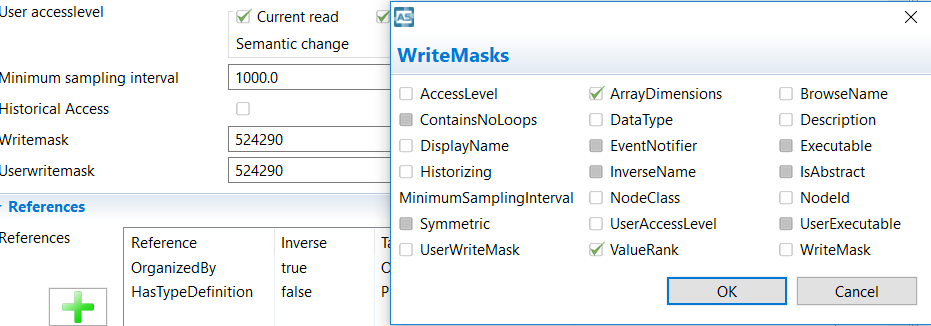 User accesslevel
Current read
Semantic change
Minimum sampling interval
1000.0
Historical Access
Writemask
524290
Userwritemask
524290
References
References
Reference Inverse Ta
OrganizedBy true O
HasTypeDefinition false P
AS
WriteMasks
AccessLevel ArrayDimensions BrowseName
ContainsNoLoops DataType Description
DisplayName EventNotifier Executable
Historizing InverseName IsAbstract
MinimumSamplingInterval NodeClass NodeId
Symmetric UserAccessLevel UserExecutable
UserWriteMask ValueRank WriteMask
OK Cancel